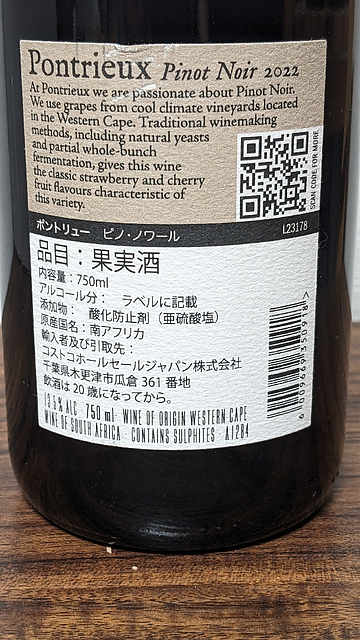 Pontrieux Pinot Noir 2022
At Pontrieux we are passionate about Pinot Noir.
We use grapes from cool climate vineyards located
in the Western Cape. Traditional winemaking
methods, including natural yeasts
and partial whole-bunch
fermentation, gives this wine
the classic strawberry and cherry
fruit flavours characteristic of
this variety.
SCAN CODE FOR MORE
ポントリュー ピノ・ノワール L23178
品目：果実酒
内容量：750ml
アルコール分： ラベルに記載
添加物： 酸化防止剤（亜硫酸塩）
原産国名：南アフリカ
輸入者及び引取先：
コストコホールセールジャパン株式会社
千葉県木更津市瓜倉 361 番地
飲酒は 20 歳になってから。
13.5% ALC 750 ml WINE OF ORIGIN WESTERN CAPE
WINE OF SOUTH AFRICA · CONTAINS SULPHITES · A1284
6 009669 350918 >